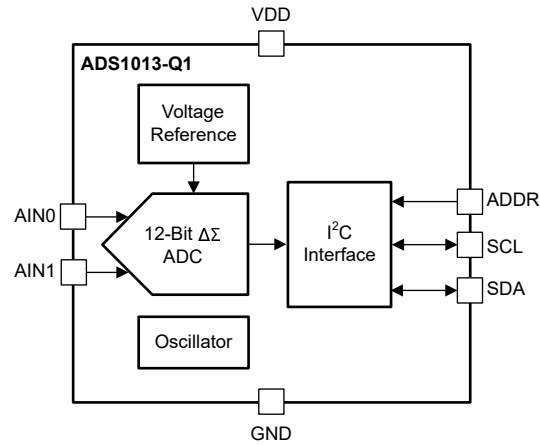 VDD
ADS1013-Q1
Voltage
Reference
AIN0
12-Bit ΔΣ
ADC
AIN1
I²C
Interface
ADDR
SCL
SDA
Oscillator
GND